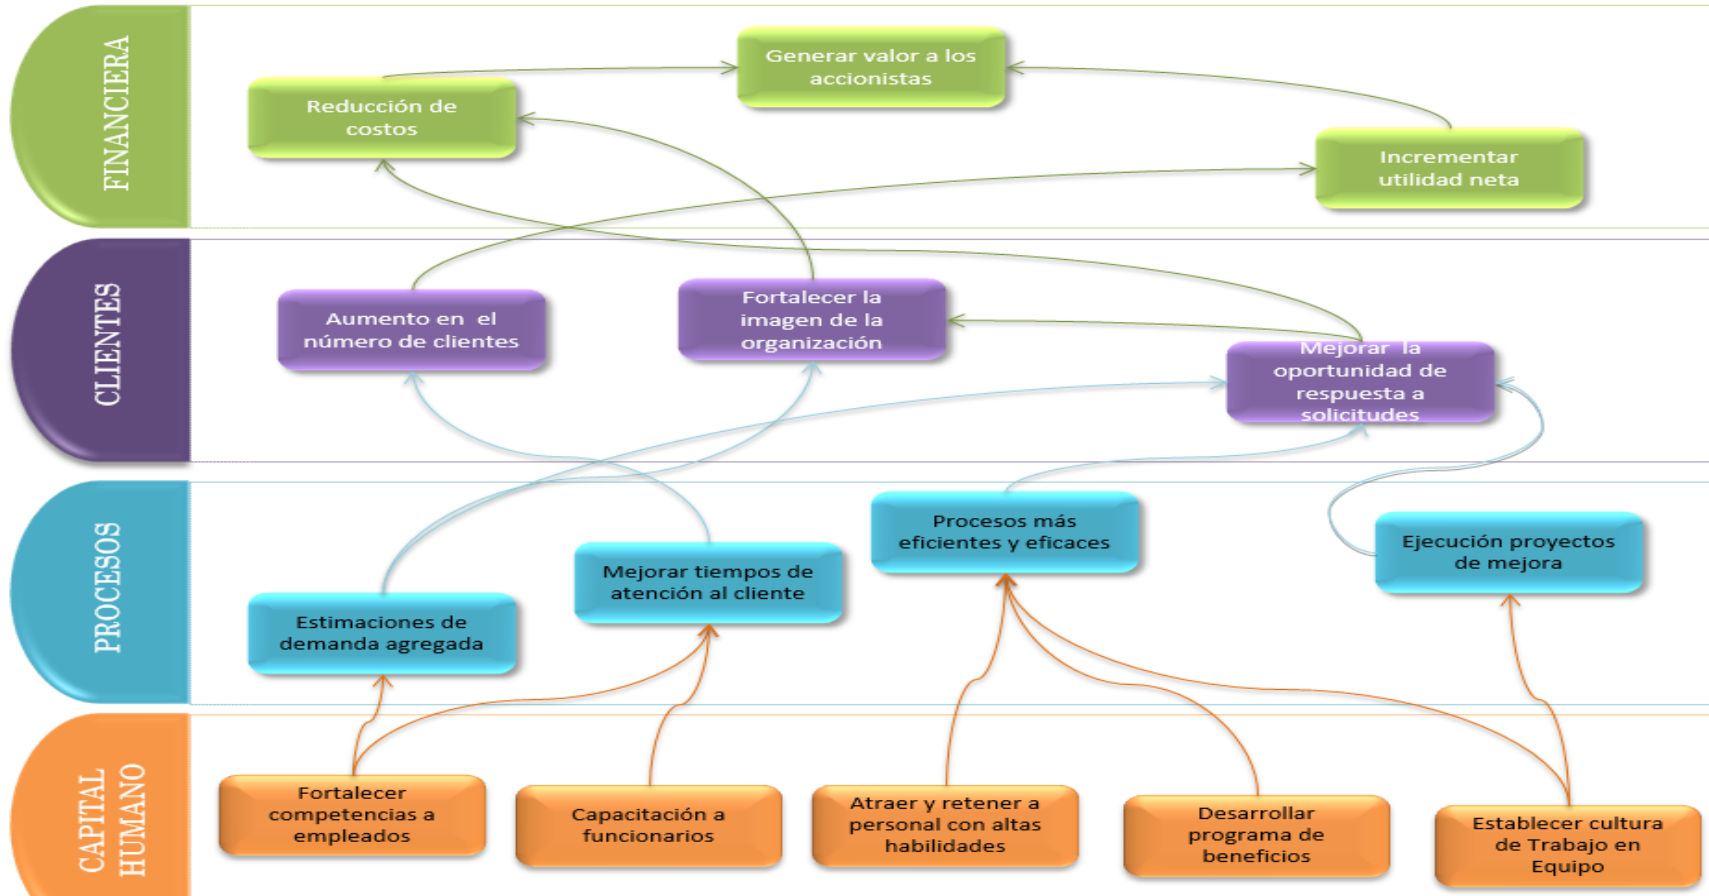 FINANCIERA
Generar valor a los
accionistas
Reducción de
costos
Incrementar
utilidad neta
CLIENTES
Aumento en el
número de clientes
Fortalecer la
imagen de la
organización
Mejorar la
oportunidad de
respuesta a
solicitudes
PROCESOS
Estimaciones de
demanda agregada
Mejorar tiempos de
atención al cliente
Procesos más
eficientes y eficaces
Ejecución proyectos
de mejora
CAPITAL
HUMANO
Fortalecer
competencias a
empleados
Capacitación a
funcionarios
Atraer y retener a
personal con altas
habilidades
Desarrollar
programa de
beneficios
Establecer cultura
de Trabajo en
Equipo